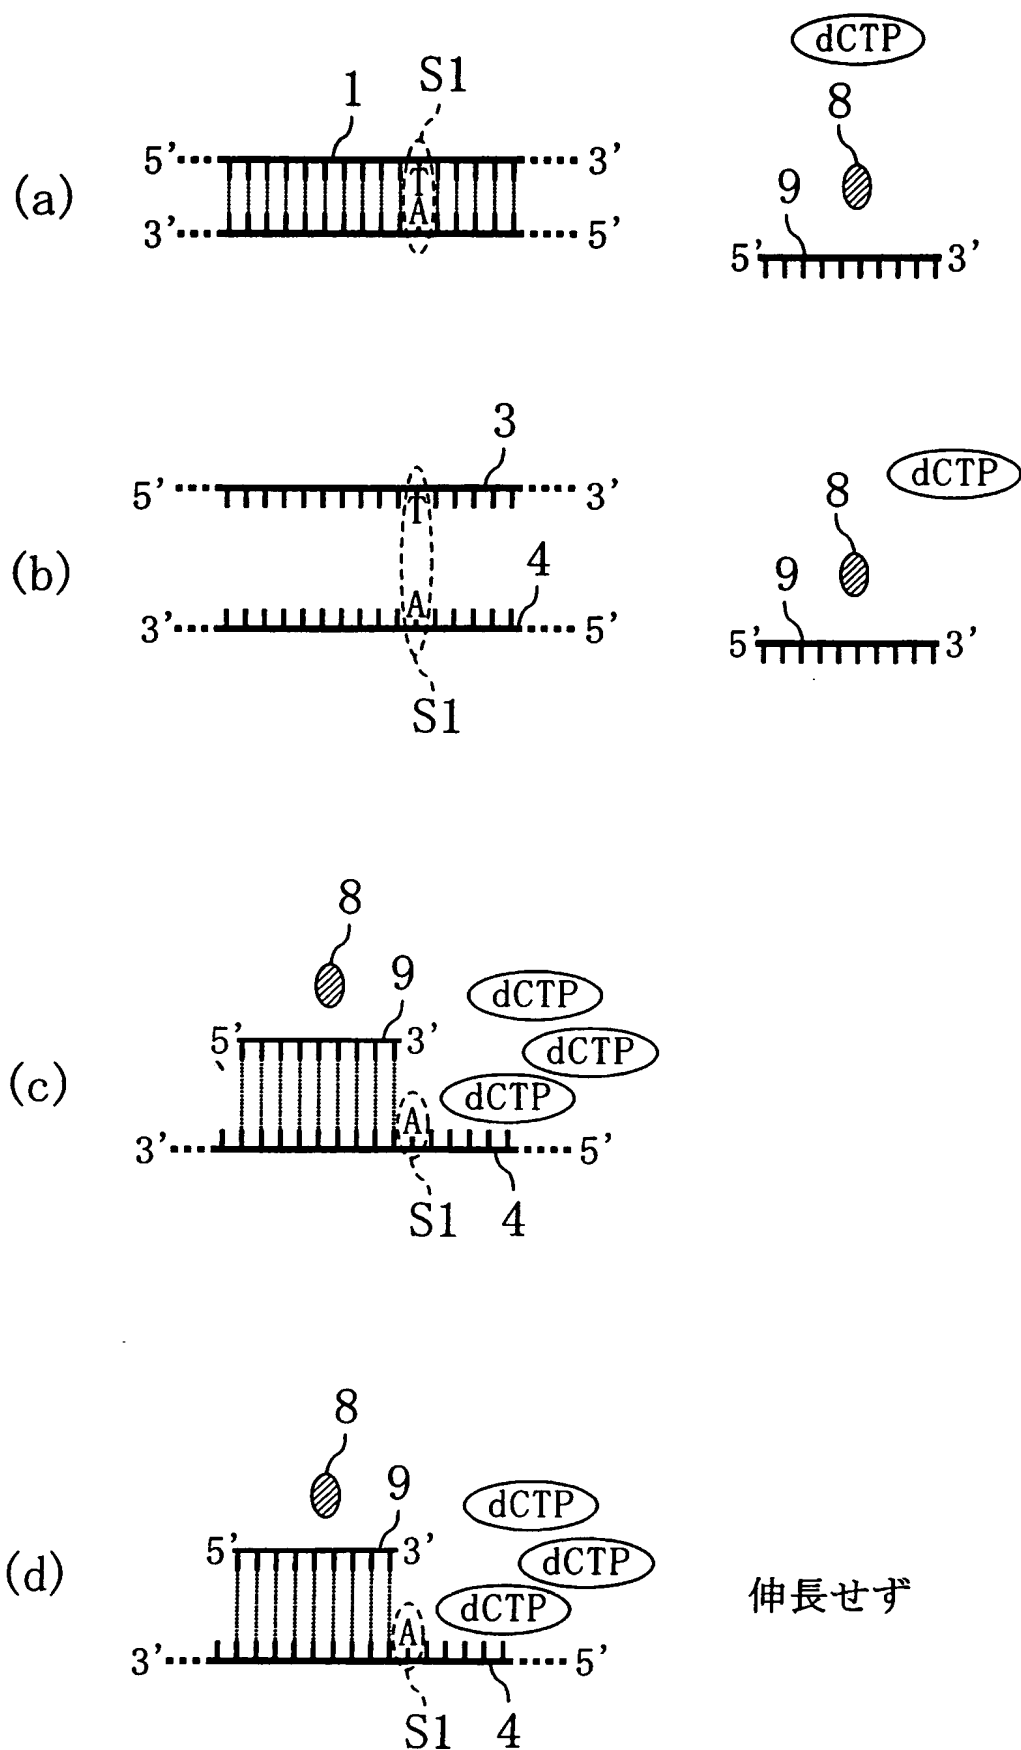 dCTP
S1
1
8
5' 3'
T
(a)
9
A
3' 5'
5' 3'
3
dCTP
8
5' 3'
T
(b)
4
9
A
3' 5'
5' 3'
S1
8
9
dCTP
5' 3'
dCTP
(c)
dCTP
A
3' 5'
S1 4
8
9
dCTP
5' 3'
dCTP
(d)
伸長せず
dCTP
A
3' 5'
S1 4